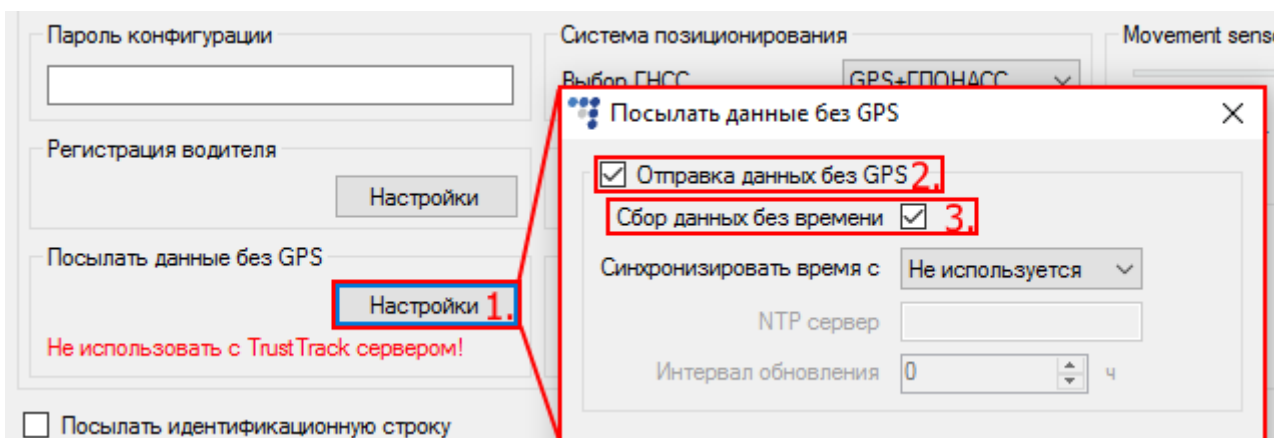 Пароль конфигурации
Система позиционирования
Movement sens
Выбор ГНСС
GPS+ГЛОНАСС
Регистрация водителя
Настройки
Посылать данные без GPS
Настройки 1.
Не использовать с TrustTrack сервером!
Посылать идентификационную строку
Посылать данные без GPS
Отправка данных без GPS 2.
Сбор данных без времени 3.
Синхронизировать время с
Не используется
NTP сервер
Интервал обновления
0
ч